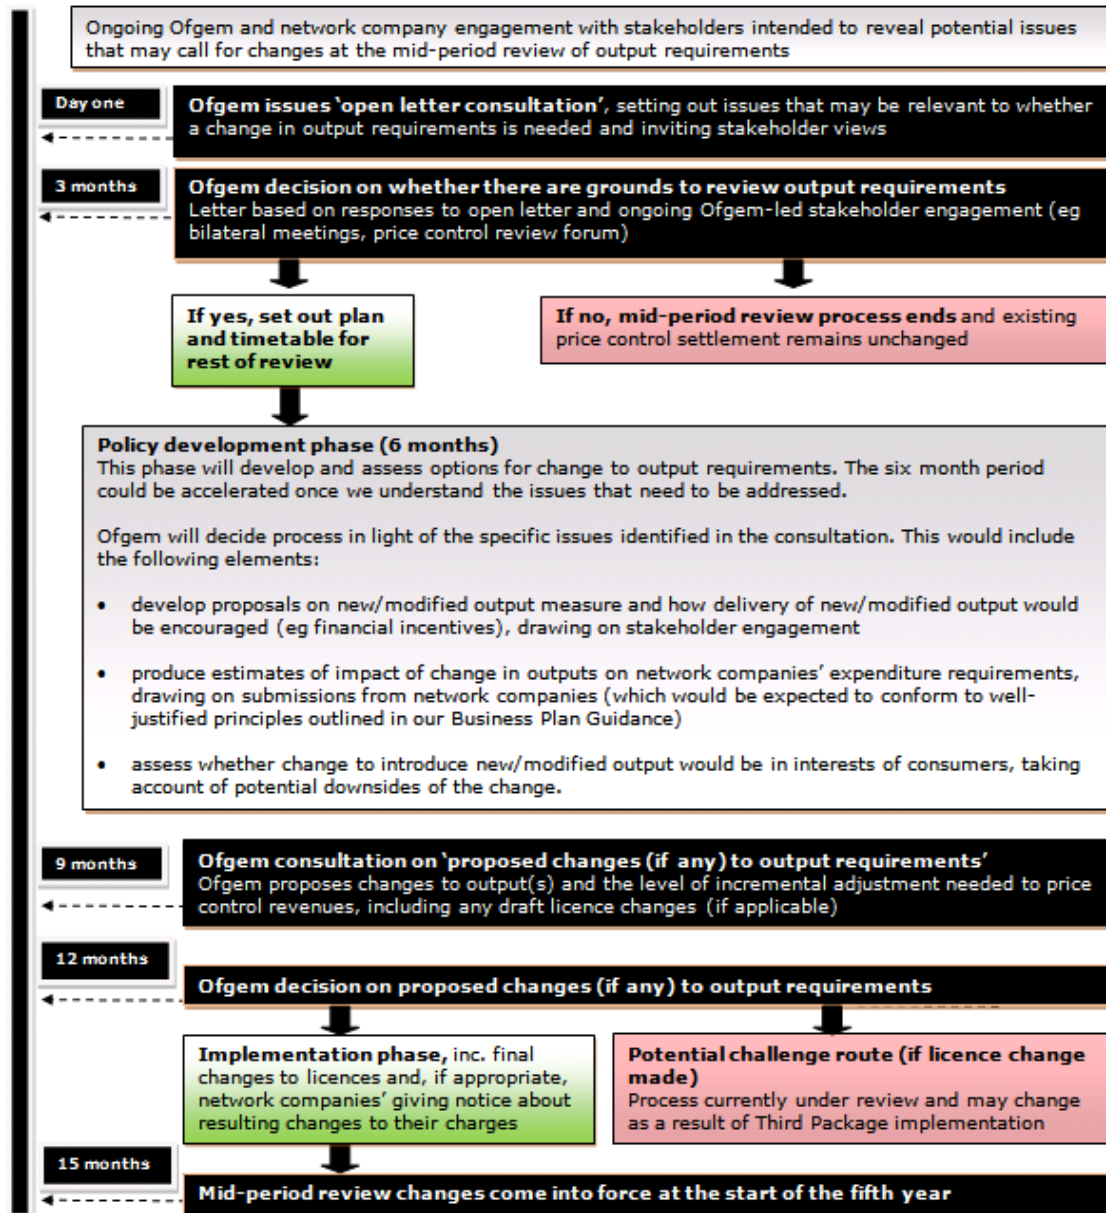 Ongoing Ofgem and network company engagement with stakeholders intended to reveal potential issues
that may call for changes at the mid-period review of output requirements
Day one
Ofgem issues ‘open letter consultation’, setting out issues that may be relevant to whether
a change in output requirements is needed and inviting stakeholder views
3 months
Ofgem decision on whether there are grounds to review output requirements
Letter based on responses to open letter and ongoing Ofgem-led stakeholder engagement (eg
bilateral meetings, price control review forum)
If yes, set out plan
and timetable for
rest of review
If no, mid-period review process ends and existing
price control settlement remains unchanged
Policy development phase (6 months)
This phase will develop and assess options for change to output requirements. The six month period
could be accelerated once we understand the issues that need to be addressed.
Ofgem will decide process in light of the specific issues identified in the consultation. This would include
the following elements:
• develop proposals on new/modified output measure and how delivery of new/modified output would
be encouraged (eg financial incentives), drawing on stakeholder engagement
• produce estimates of impact of change in outputs on network companies’ expenditure requirements,
drawing on submissions from network companies (which would be expected to conform to well-
justified principles outlined in our Business Plan Guidance)
• assess whether change to introduce new/modified output would be in interests of consumers, taking
account of potential downsides of the change.
9 months
Ofgem consultation on ‘proposed changes (if any) to output requirements’
Ofgem proposes changes to output(s) and the level of incremental adjustment needed to price
control revenues, including any draft licence changes (if applicable)
12 months
Ofgem decision on proposed changes (if any) to output requirements
Implementation phase, inc. final
changes to licences and, if appropriate,
network companies’ giving notice about
resulting changes to their charges
Potential challenge route (if licence change
made)
Process currently under review and may change
as a result of Third Package implementation
15 months
Mid-period review changes come into force at the start of the fifth year